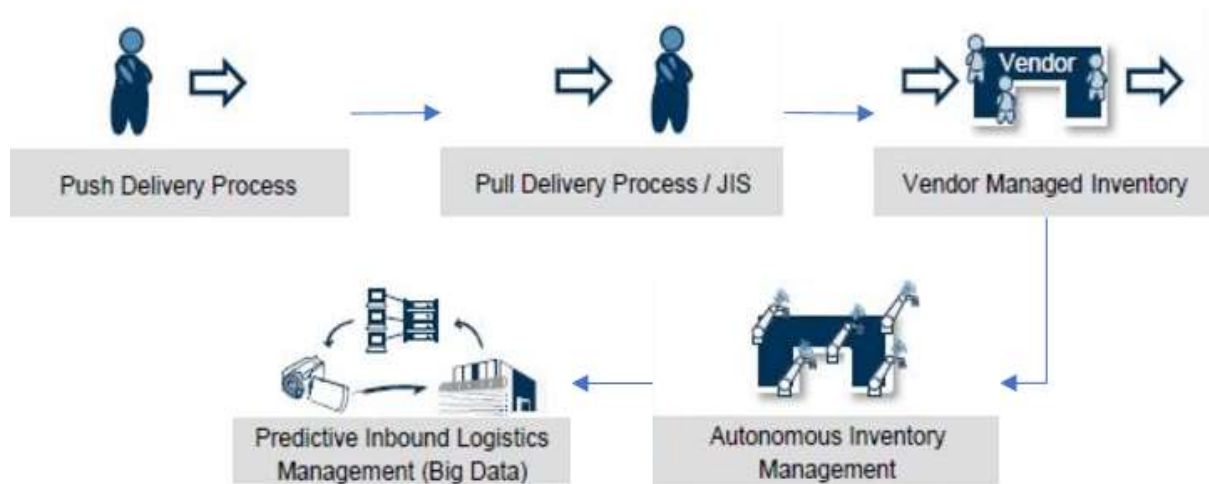 Vendor
Push Delivery Process
Pull Delivery Process / JIS
Vendor Managed Inventory
Predictive Inbound Logistics
Management (Big Data)
Autonomous Inventory
Management